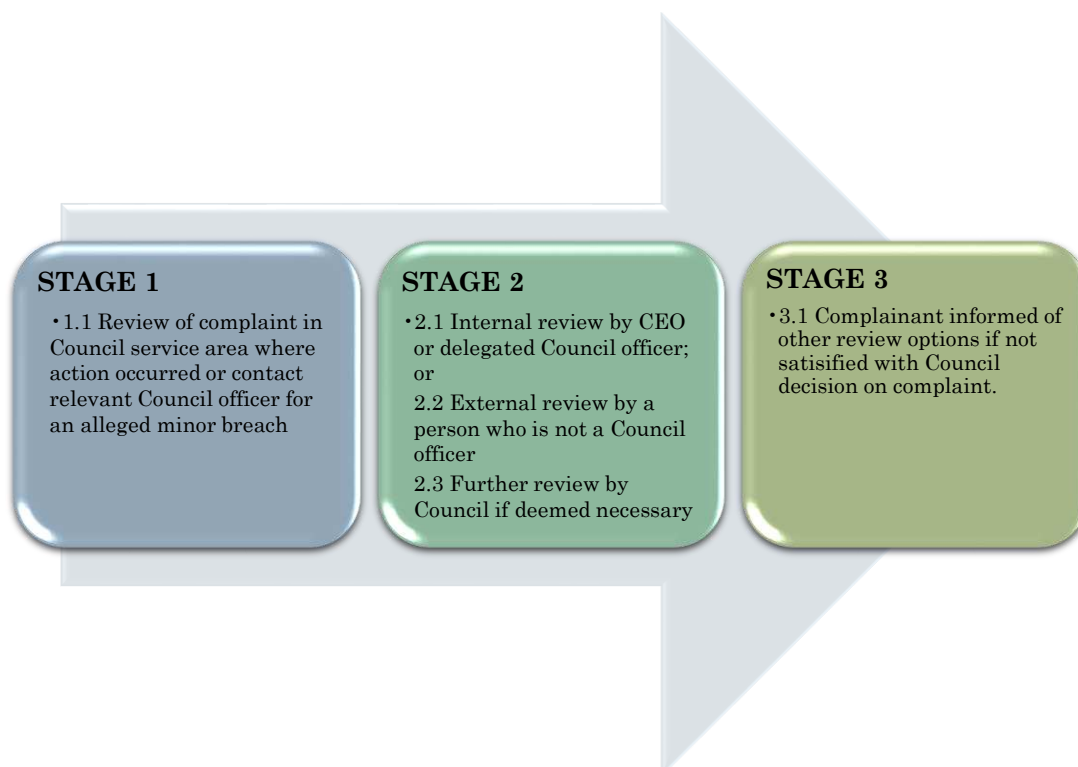 STAGE 1
•1.1 Review of complaint in
Council service area where
action occurred or contact
relevant Council officer for
an alleged minor breach
STAGE 2
•2.1 Internal review by CEO
or delegated Council officer;
or
2.2 External review by a
person who is not a Council
officer
2.3 Further review by
Council if deemed necessary
STAGE 3
•3.1 Complainant informed of
other review options if not
satisified with Council
decision on complaint.